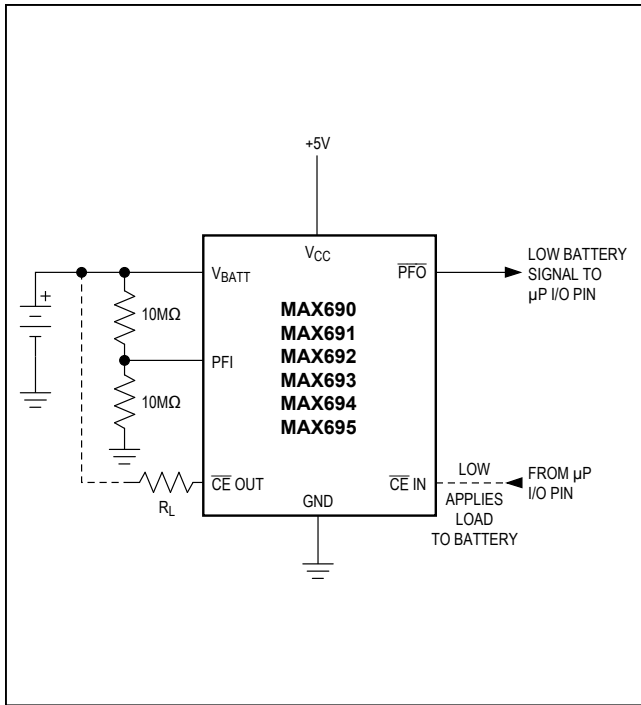 +5V
VCC
VBATT
PFO
LOW BATTERY
SIGNAL TO
µP I/O PIN
+
10MΩ
MAX690
MAX691
MAX692
MAX693
MAX694
MAX695
PFI
10MΩ
CE OUT
RL
GND
CE IN
LOW
APPLIES
LOAD
TO BATTERY
FROM µP
I/O PIN